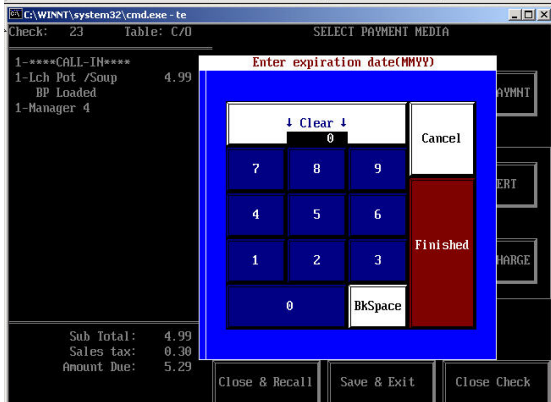 C:\WINNT\system32\cmd.exe - te
Check: 23 Table: C/O SELECT PAYMENT MEDIA
1-****CALL-IN****
1-Lch Pot /Soup 4.99
BP Loaded
1-Manager 4
Enter expiration date(MMYY)
↓ Clear ↓
0
Cancel
7 8 9
4 5 6
Finished
1 2 3
0 BkSpace
AYMNT
ERT
HARGE
Sub Total: 4.99
Sales tax: 0.30
Amount Due: 5.29
Close & Recall Save & Exit Close Check